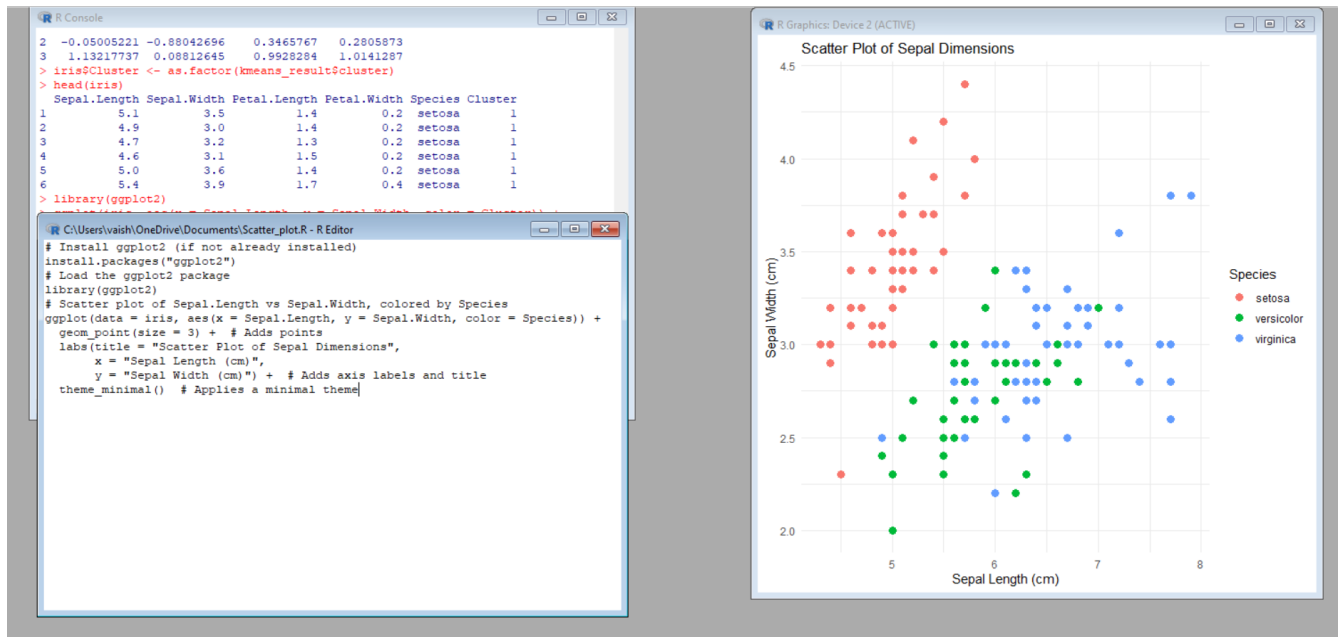 R Console
2 -0.05005221 -0.88042696 0.3465767 0.2805873
3 1.13217737 0.08812645 0.9928284 1.0141287
> iris$Cluster <- as.factor(kmeans_result$cluster)
> head(iris)
Sepal.Length Sepal.Width Petal.Length Petal.Width Species Cluster
1 5.1 3.5 1.4 0.2 setosa 1
2 4.9 3.0 1.4 0.2 setosa 1
3 4.7 3.2 1.3 0.2 setosa 1
4 4.6 3.1 1.5 0.2 setosa 1
5 5.0 3.6 1.4 0.2 setosa 1
6 5.4 3.9 1.7 0.4 setosa 1
> library(ggplot2)
C:\Users\vaish\OneDrive\Documents\Scatter_plot.R - R Editor
# Install ggplot2 (if not already installed)
install.packages("ggplot2")
# Load the ggplot2 package
library(ggplot2)
# Scatter plot of Sepal.Length vs Sepal.Width, colored by Species
ggplot(data = iris, aes(x = Sepal.Length, y = Sepal.Width, color = Species)) +
geom_point(size = 3) + # Adds points
labs(title = "Scatter Plot of Sepal Dimensions",
x = "Sepal Length (cm)",
y = "Sepal Width (cm)") + # Adds axis labels and title
theme_minimal() # Applies a minimal theme
R Graphics: Device 2 (ACTIVE)
Scatter Plot of Sepal Dimensions
4.5
4.0
3.5
3.0
2.5
2.0
Sepal Width (cm)
5 6 7 8
Sepal Length (cm)
Species
setosa
versicolor
virginica